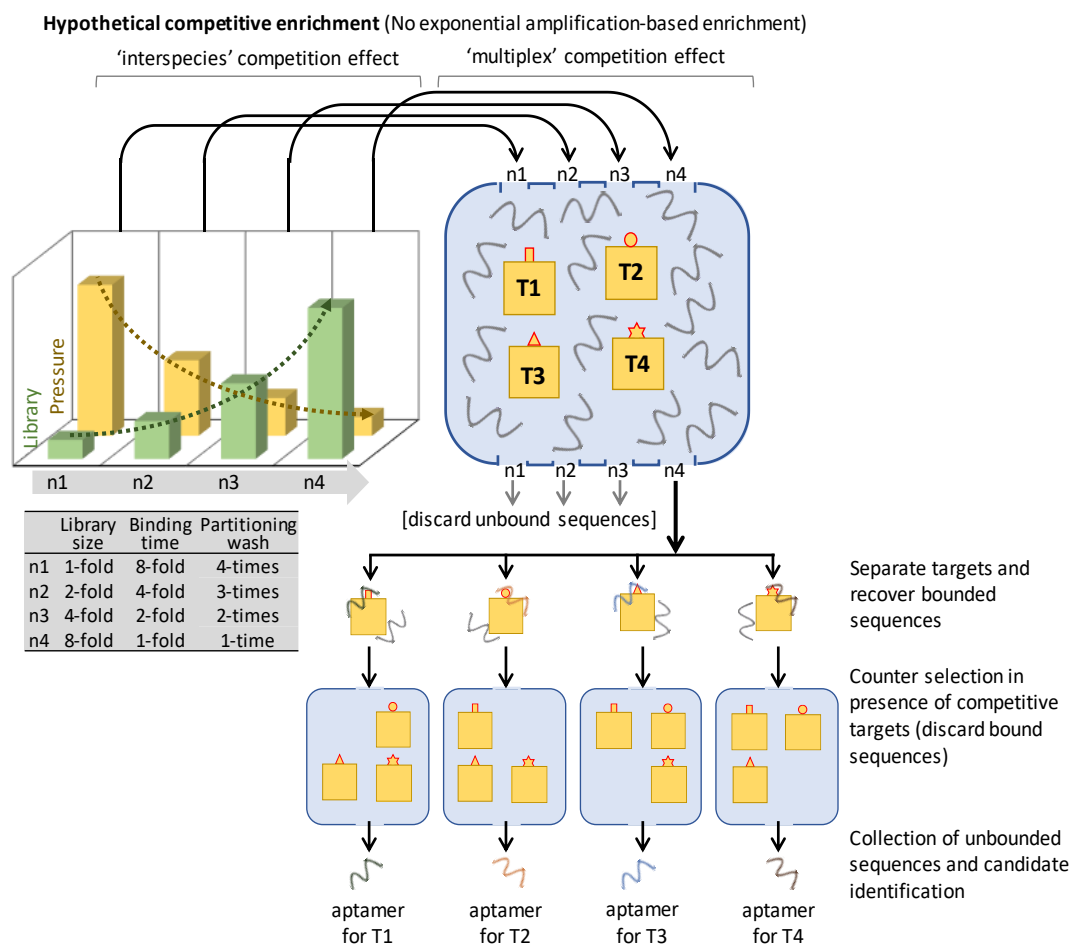 Hypothetical competitive enrichment (No exponential amplification-based enrichment)
‘interspecies’ competition effect
‘multiplex’ competition effect
n1 n2 n3 n4
T1
T2
T3
T4
Library
Pressure
n1 n2 n3 n4
n1 n2 n3 n4
[discard unbound sequences]
Library size Binding time Partitioning wash
n1 1-fold 8-fold 4-times
n2 2-fold 4-fold 3-times
n3 4-fold 2-fold 2-times
n4 8-fold 1-fold 1-time
Separate targets and
recover bounded
sequences
Counter selection in
presence of competitive
targets (discard bound
sequences)
Collection of unbounded
sequences and candidate
identification
aptamer
for T1
aptamer
for T2
aptamer
for T3
aptamer
for T4